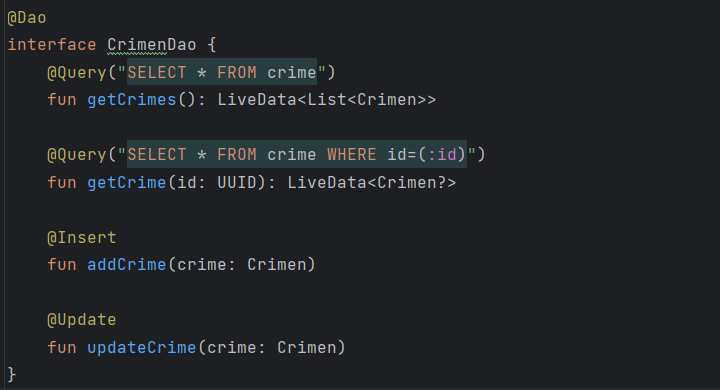 @Dao
interface CrimenDao {
    @Query("SELECT * FROM crime")
    fun getCrimes(): LiveData<List<Crimen>>

    @Query("SELECT * FROM crime WHERE id=(:id)")
    fun getCrime(id: UUID): LiveData<Crimen?>

    @Insert
    fun addCrime(crime: Crimen)

    @Update
    fun updateCrime(crime: Crimen)
}